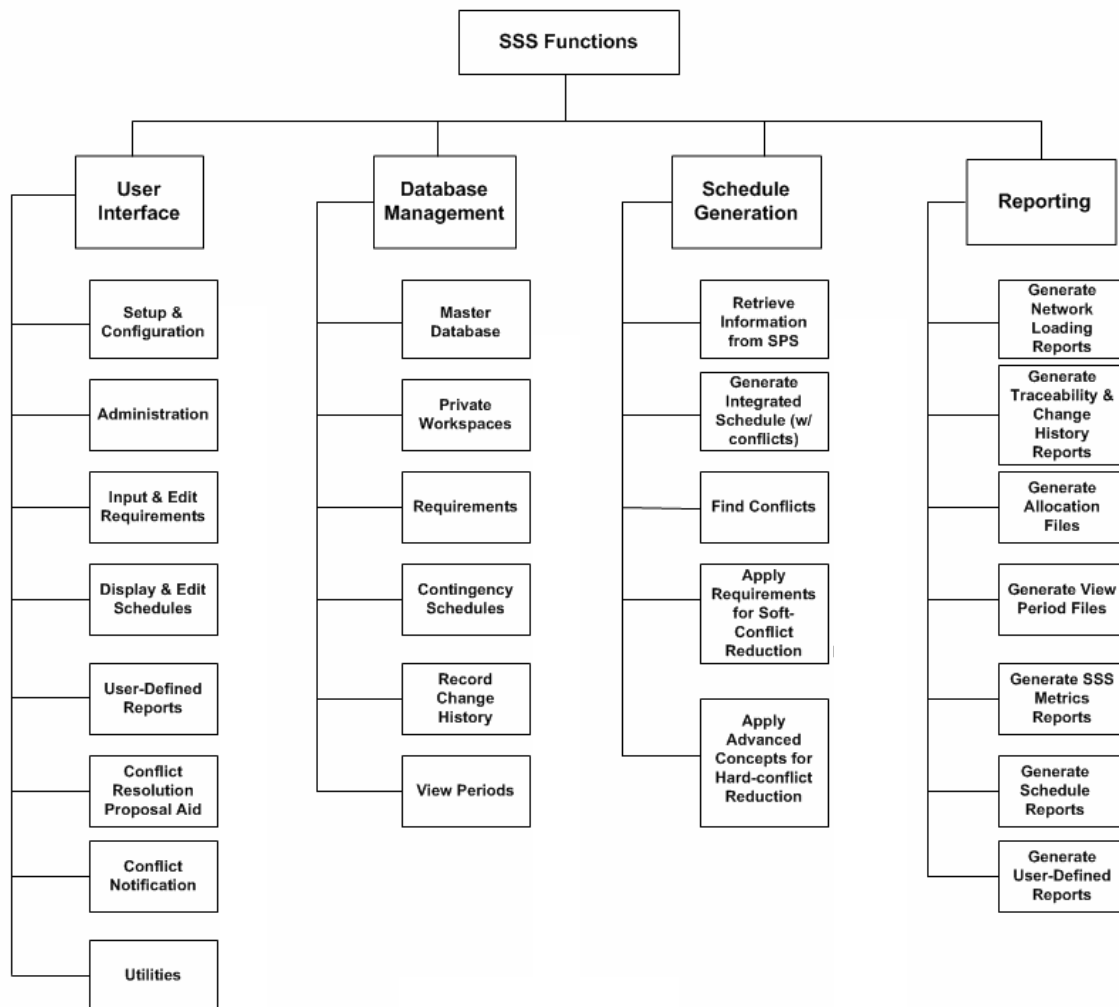 SSS Functions
User
Interface
Setup &
Configuration
Administration
Input & Edit
Requirements
Display & Edit
Schedules
User-Defined
Reports
Conflict
Resolution
Proposal Aid
Conflict
Notification
Utilities
Database
Management
Master
Database
Private
Workspaces
Requirements
Contingency
Schedules
Record
Change
History
View Periods
Schedule
Generation
Retrieve
Information
from SPS
Generate
Integrated
Schedule (w/
conflicts)
Find Conflicts
Apply
Requirements
for Soft-
Conflict
Reduction
Apply
Advanced
Concepts for
Hard-conflict
Reduction
Reporting
Generate
Network
Loading
Reports
Generate
Traceability &
Change
History
Reports
Generate
Allocation
Files
Generate View
Period Files
Generate SSS
Metrics
Reports
Generate
Schedule
Reports
Generate
User-Defined
Reports